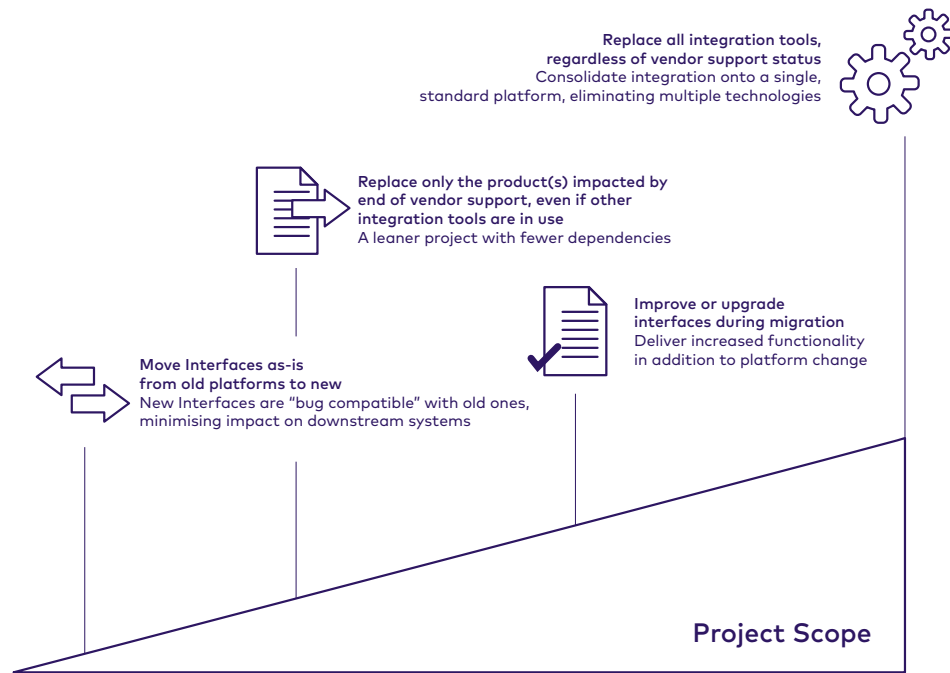 Replace all integration tools,
regardless of vendor support status
Consolidate integration onto a single,
standard platform, eliminating multiple technologies
Replace only the product(s) impacted by
end of vendor support, even if other
integration tools are in use
A leaner project with fewer dependencies
Improve or upgrade
interfaces during migration
Deliver increased functionality
in addition to platform change
Move Interfaces as-is
from old platforms to new
New Interfaces are “bug compatible” with old ones,
minimising impact on downstream systems
Project Scope